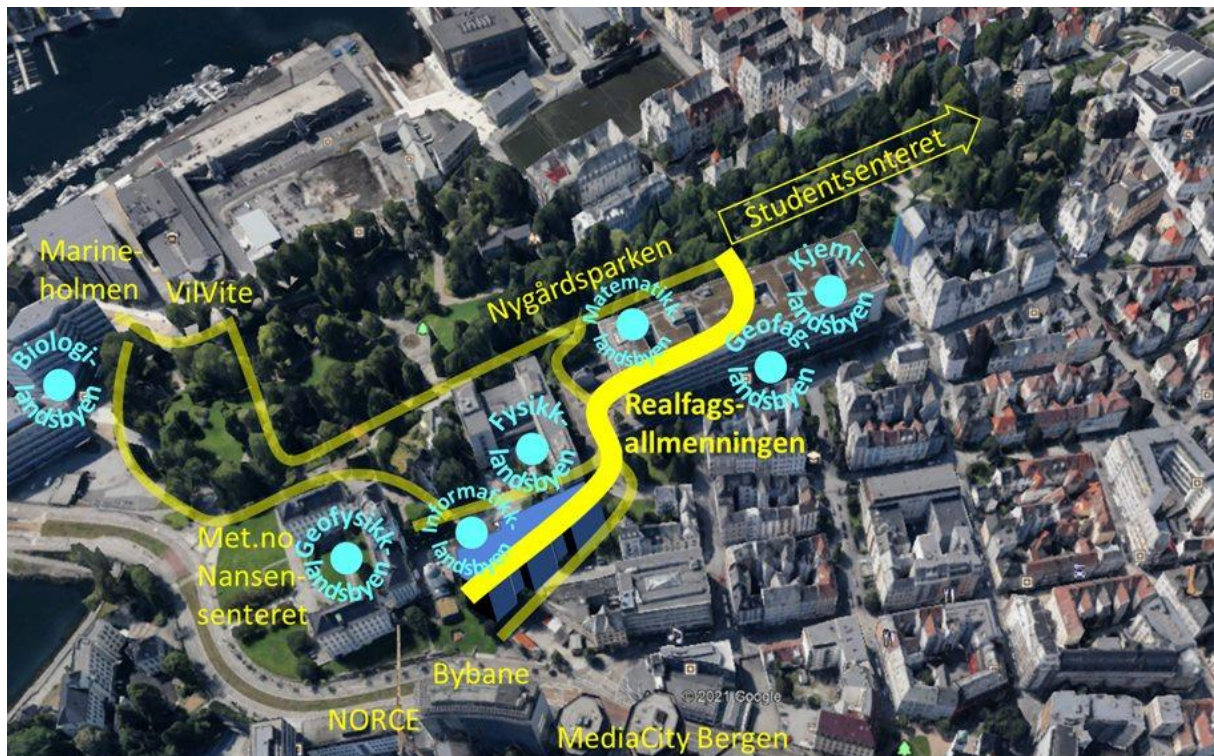 Studentsenteret
Marine-
holmen
VilVite
Nygårdsparken
Matematikk-
landsbyen
Kjemi-
landsbyen
Geofag-
landsbyen
Biologi-
landsbyen
Realfags-
allmenningen
Fysikk-
landsbyen
Informatikk-
landsbyen
Met.no
Nansen-
senteret
Geofysikk-
landsbyen
Bybane
NORCE
MediaCity Bergen
©2021 Google